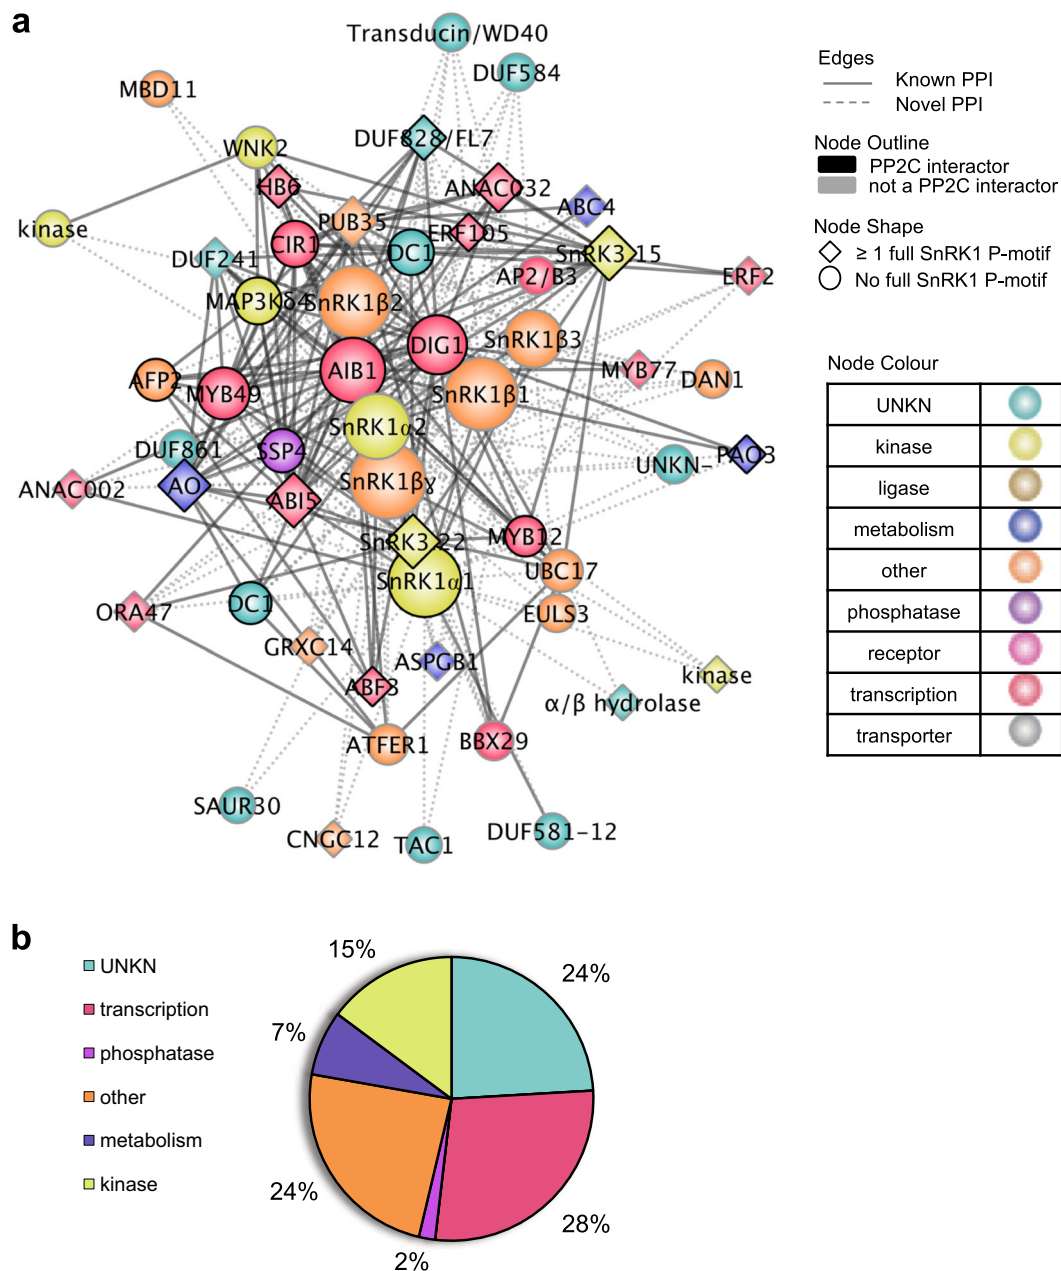 a
Transducin/WD40
DUF584
MBD11
DUF828/FL7
WNK2
HB6
ANAC032
ABC4
PUB35
kinase
CIR1
ERF105
DC1
SnRK3.15
DUF241
AP2/B3
ERF2
MAP3Kδ4
SnRK1β2
DIG1
SnRK1β3
AIB1
MYB77
DAN1
AFP2
MYB49
SnRK1β1
SnRK1α2
DUF861
SSP4
UNKN-
PAO3
ANAC002
AO
ABI5
SnRK1βγ
SnRK3.22
MYB12
SnRK1α1
UBC17
ORA47
DC1
EULS3
GRXC14
ASPGB1
kinase
ABF3
α/β hydrolase
ATFER1
BBX29
SAUR30
CNGC12
TAC1
DUF581-12
Edges
Known PPI
Novel PPI
Node Outline
PP2C interactor
not a PP2C interactor
Node Shape
≥ 1 full SnRK1 P-motif
No full SnRK1 P-motif
Node Colour
UNKN
kinase
ligase
metabolism
other
phosphatase
receptor
transcription
transporter
b
UNKN
transcription
phosphatase
other
metabolism
kinase
15%
24%
7%
24%
28%
2%